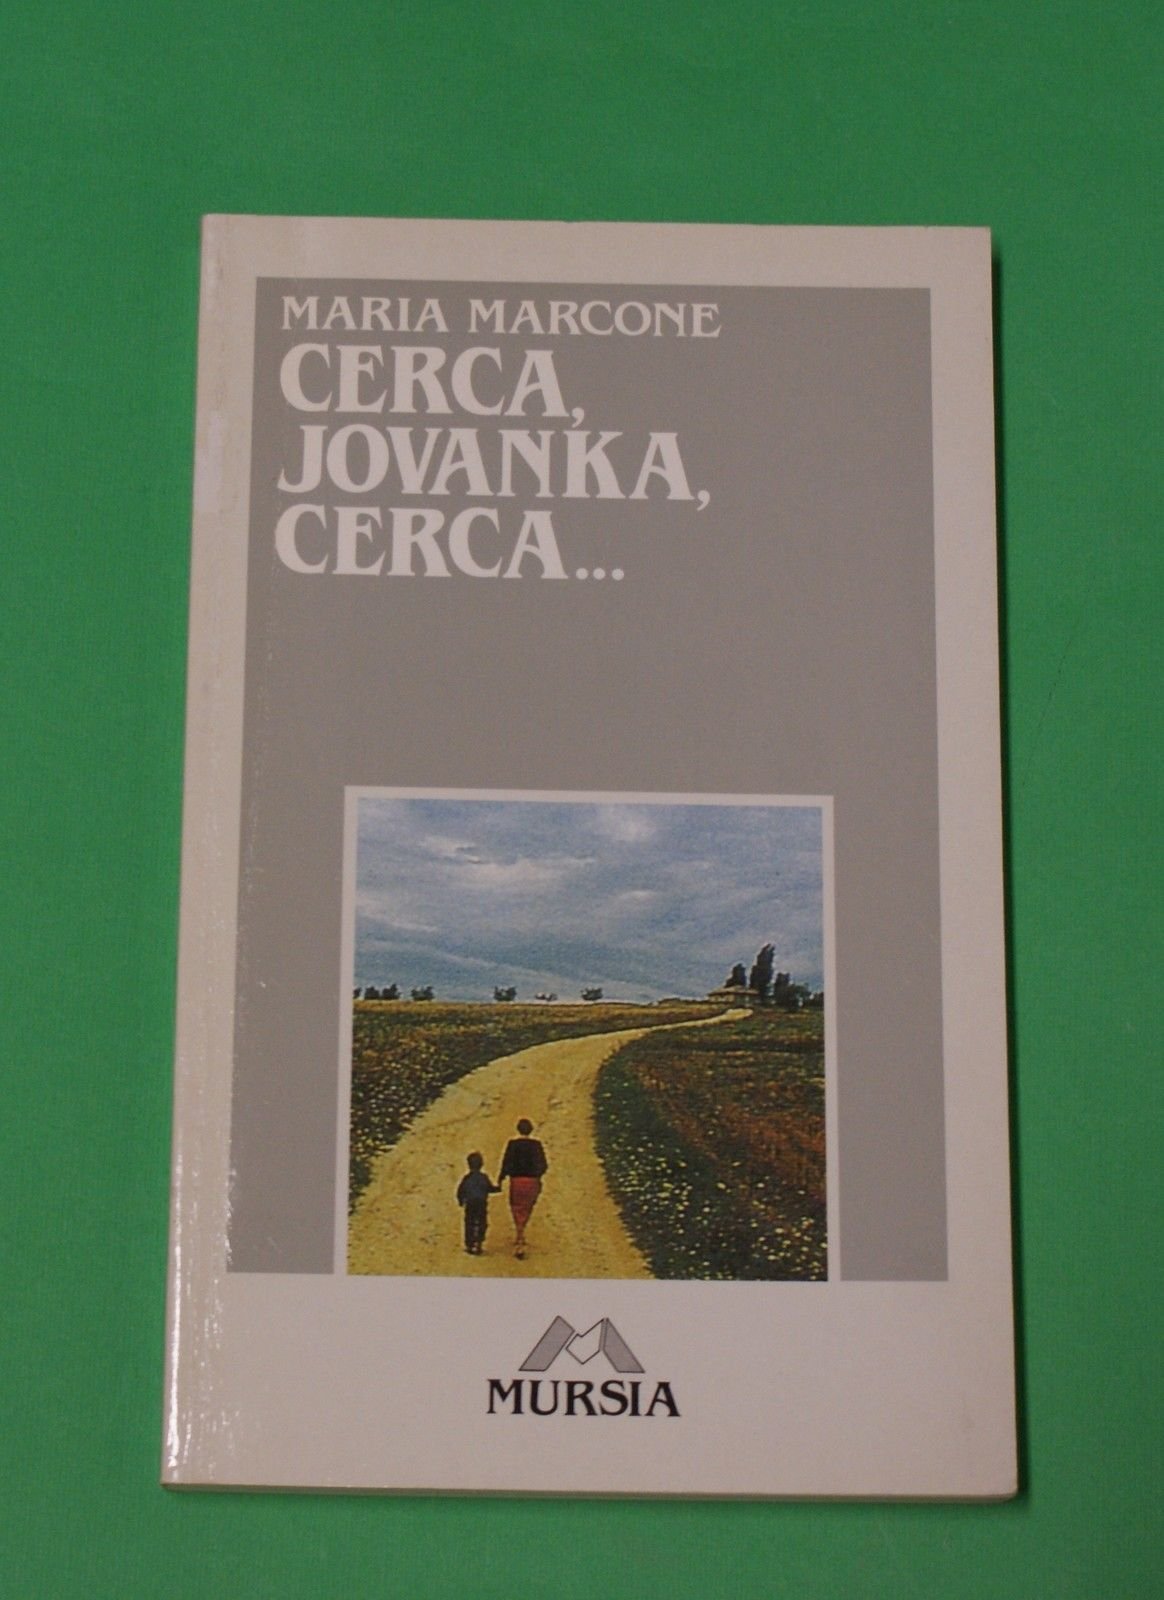 MARIA MARCONE
CERCA,
JOVANKA,
CERCA...
MURSIA